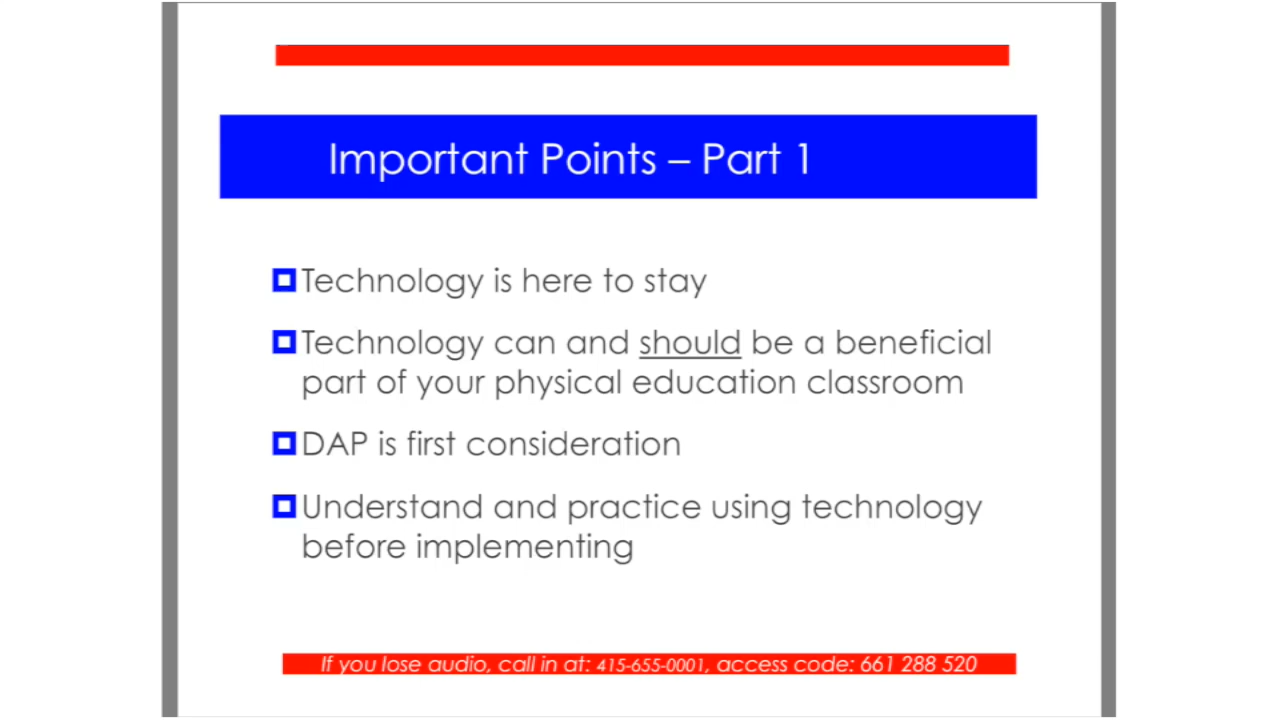 Important Points – Part 1
Technology is here to stay
Technology can and should be a beneficial
part of your physical education classroom
DAP is first consideration
Understand and practice using technology
before implementing
If you lose audio, call in at: 415-655-0001, access code: 661 288 520